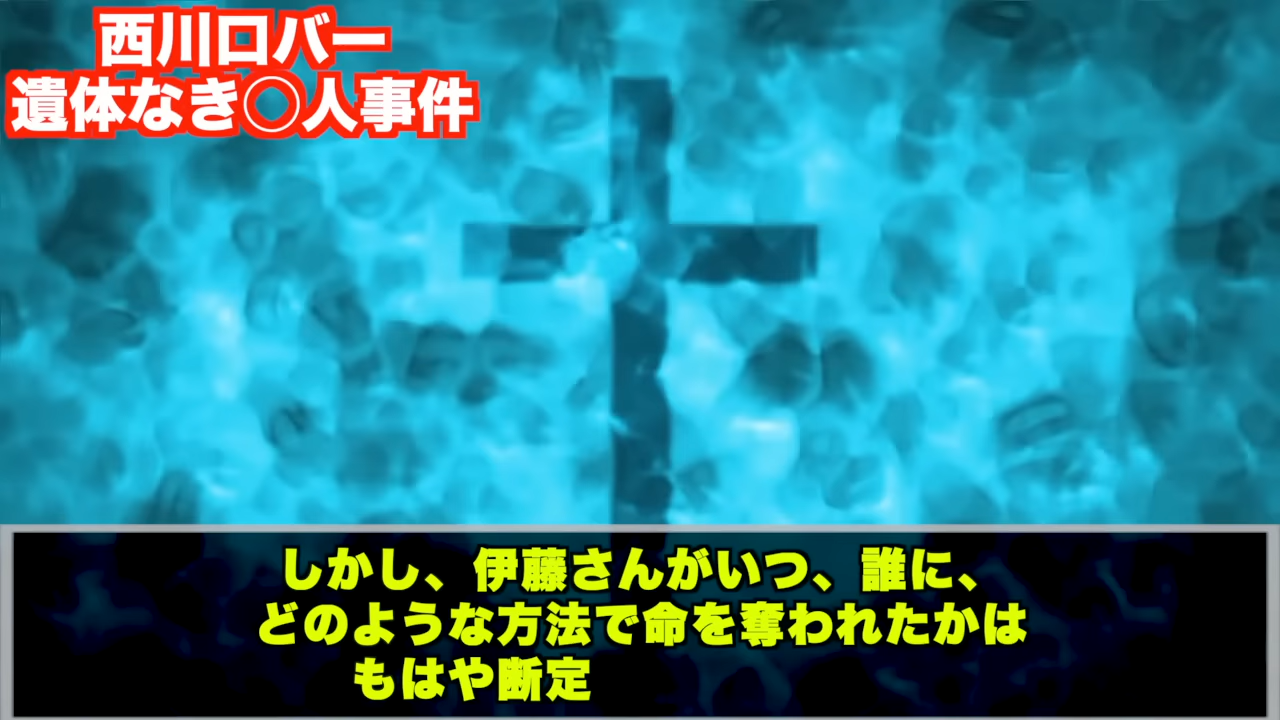 西川口バー
遺体なき◯人事件
しかし、伊藤さんがいつ、誰に、
どのような方法で命を奪われたかは
もはや断定